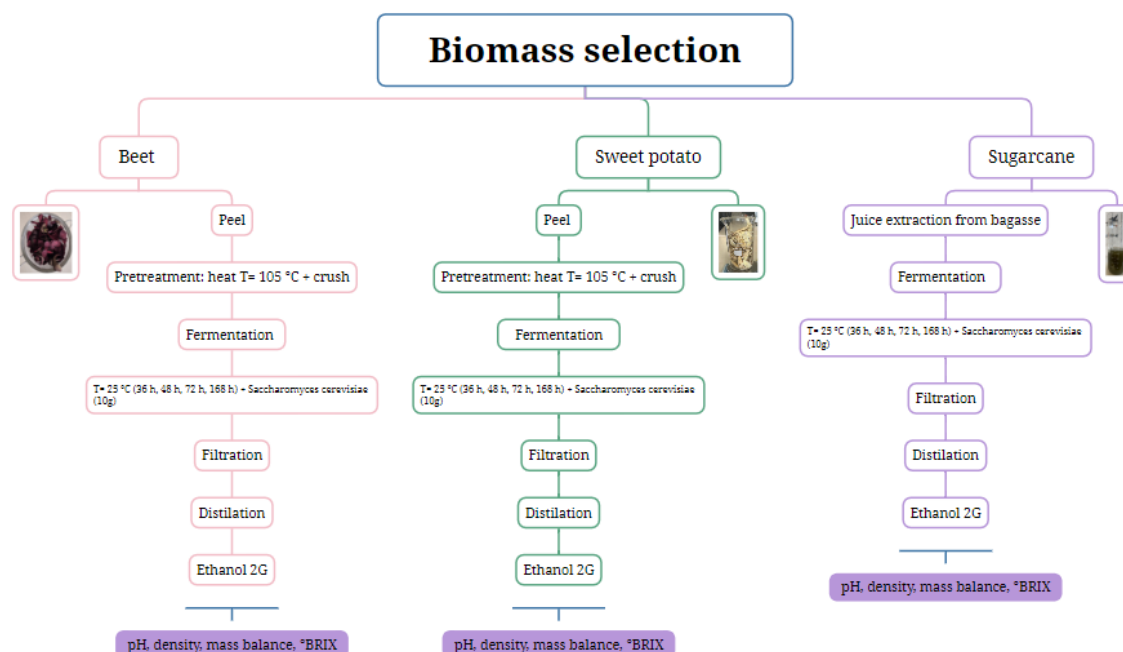 Biomass selection
Beet
Sweet potato
Sugarcane
Peel
Pretreatment: heat T= 105 °C + crush
Fermentation
T= 25 °C (36 h, 48 h, 72 h, 168 h) + Saccharomyces cerevisiae
(10g)
Filtration
Distilation
Ethanol 2G
pH, density, mass balance, °BRIX
Peel
Pretreatment: heat T= 105 °C + crush
Fermentation
T= 25 °C (36 h, 48 h, 72 h, 168 h) + Saccharomyces cerevisiae
(10g)
Filtration
Distilation
Ethanol 2G
pH, density, mass balance, °BRIX
Juice extraction from bagasse
Fermentation
T= 25 °C (36 h, 48 h, 72 h, 168 h) + Saccharomyces cerevisiae
(10g)
Filtration
Distilation
Ethanol 2G
pH, density, mass balance, °BRIX